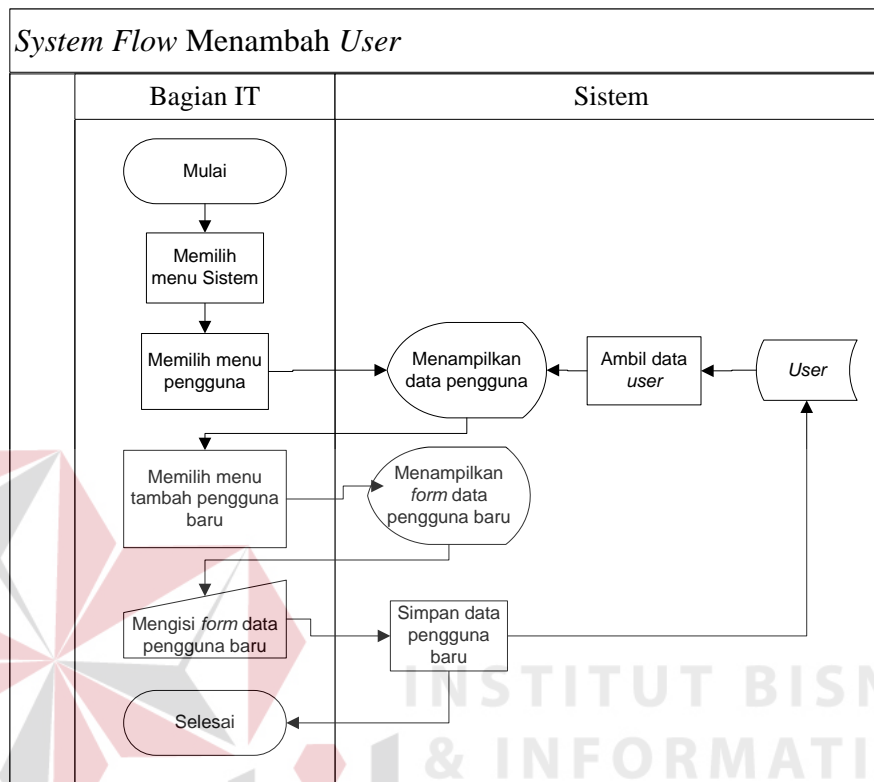 System Flow Menambah User
Bagian IT
Sistem
Mulai
Memilih
menu Sistem
Memilih menu
pengguna
Menampilkan
data pengguna
Ambil data
user
User
Memilih menu
tambah pengguna
baru
Menampilkan
form data
pengguna baru
Mengisi form data
pengguna baru
Simpan data
pengguna
baru
Selesai
INSTITUT BISN
& INFORMATI